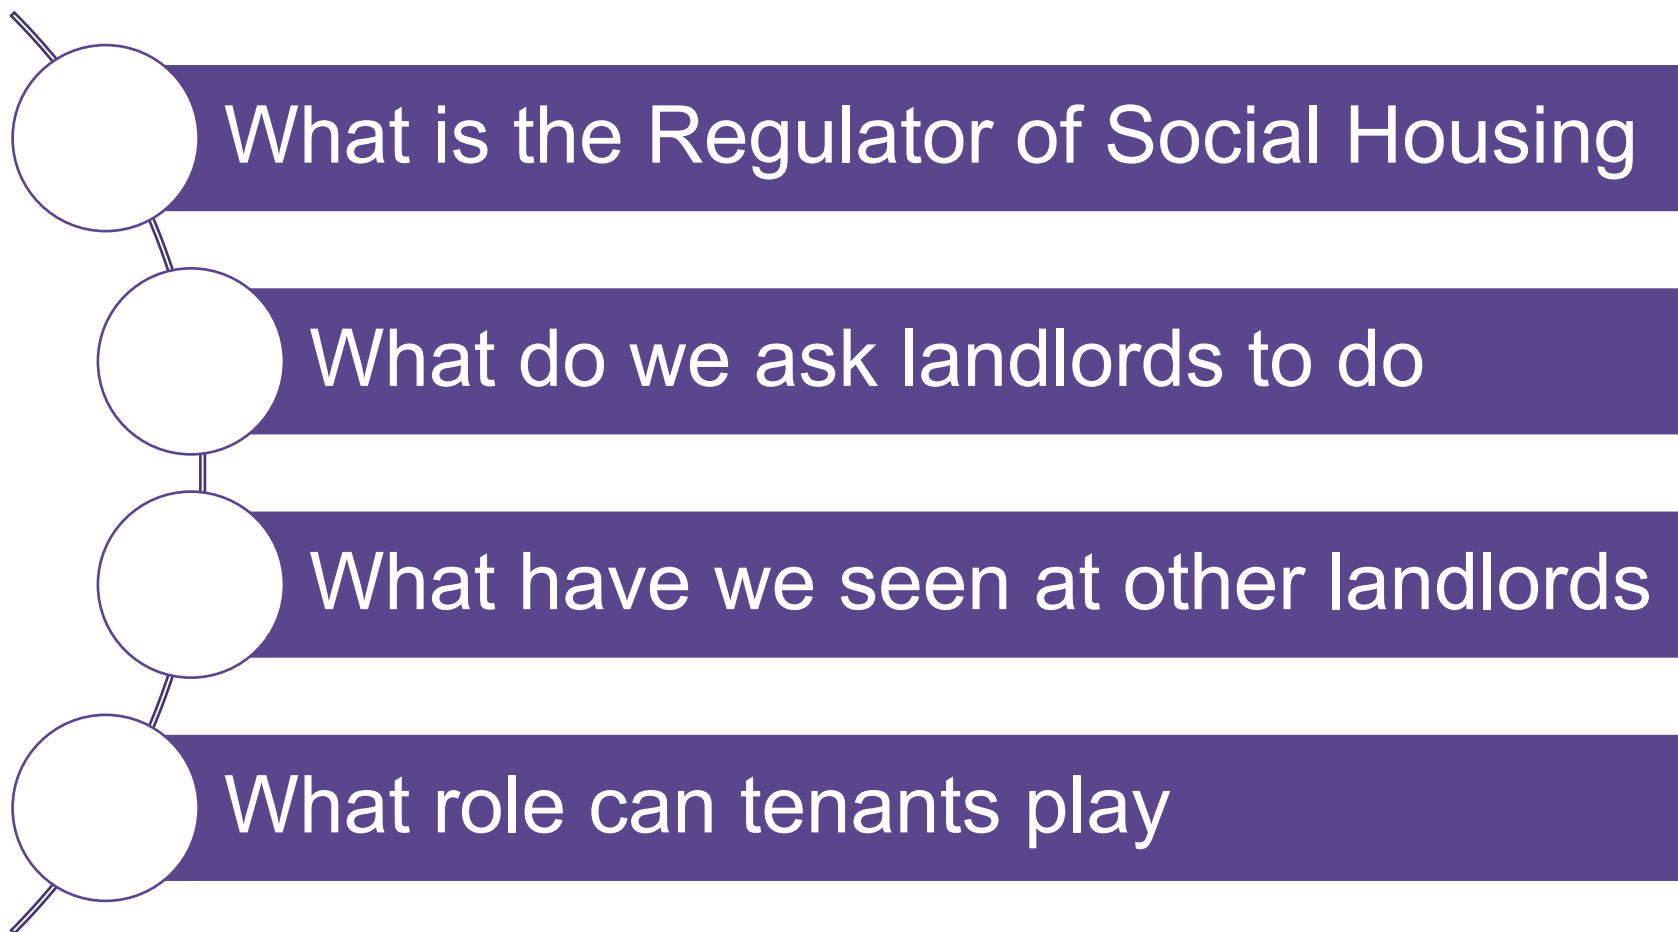 What is the Regulator of Social Housing
What do we ask landlords to do
What have we seen at other landlords
What role can tenants play